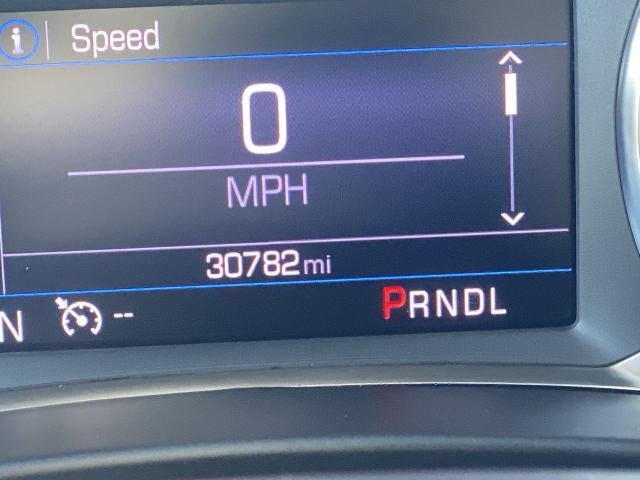 i Speed
0
MPH
30782 mi
N -- PRNDL